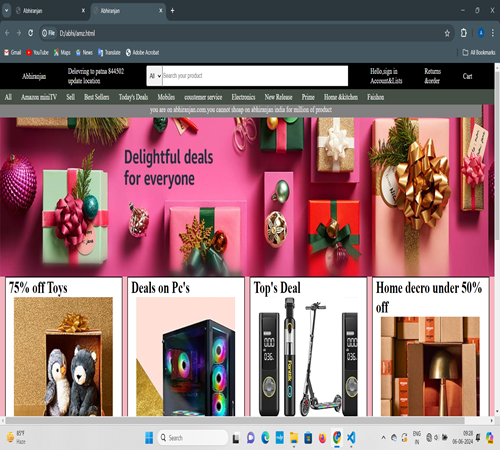 Abhiranjan
Abhiranjan
File D:/abhi/amz.html
Gmail YouTube Maps News Translate Adobe Acrobat All Bookmarks
Abhiranjan
Delevring to patna 844502
update location
All Search your product
Hello,sign in
Account&Lists
Returns
&order
Cart
All Amazon miniTV Sell Best Sellers Today's Deals Mobiles coustemer service Electronics New Release Prime Home &kitchen Faishon
you are on abhiranjan.com.you cannot shoap on abhiranjan india for million of product
Delightful deals
for everyone
75% off Toys
Deals on Pc's
Top's Deal
Home decro under 50%
off
83°F
Haze
Search
ENG
IN
09:28
06-06-2024